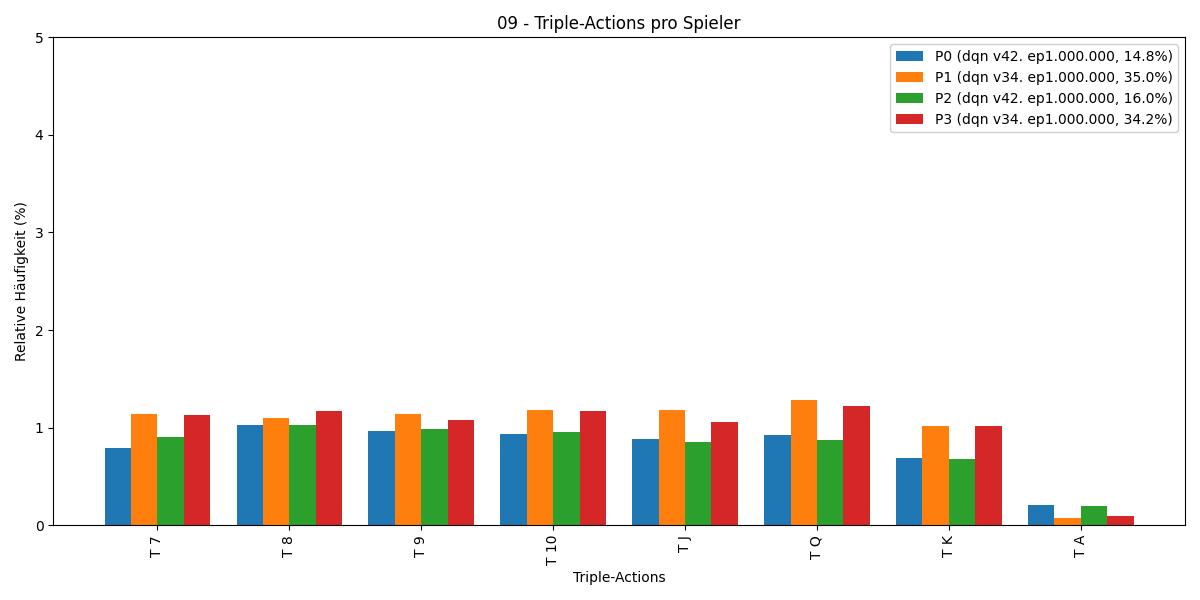 09 - Triple-Actions pro Spieler
P0 (dqn v42. ep1.000.000, 14.8%)
P1 (dqn v34. ep1.000.000, 35.0%)
P2 (dqn v42. ep1.000.000, 16.0%)
P3 (dqn v34. ep1.000.000, 34.2%)
Relative Häufigkeit (%)
5
4
3
2
1
0
T 7
T 8
T 9
T 10
T J
T Q
T K
T A
Triple-Actions